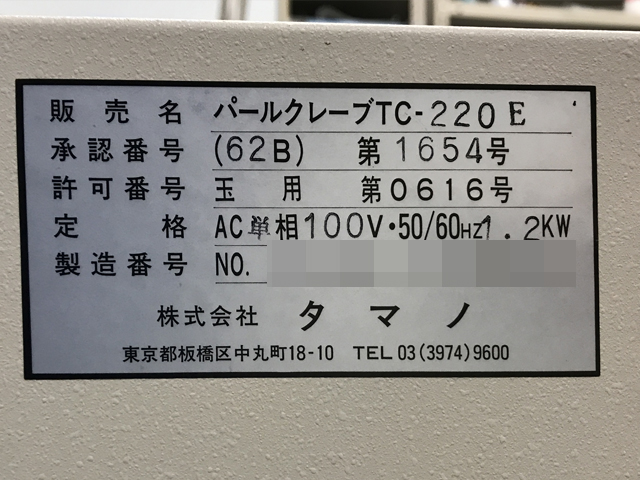 販売名 パールクレーブTC-220E
承認番号 (62B) 第1654号
許可番号 玉用 第0616号
定格 AC単相100V・50/60HZ1.2KW
製造番号 NO.
株式会社 タマノ
東京都板橋区中丸町18-10 TEL03(3974)9600